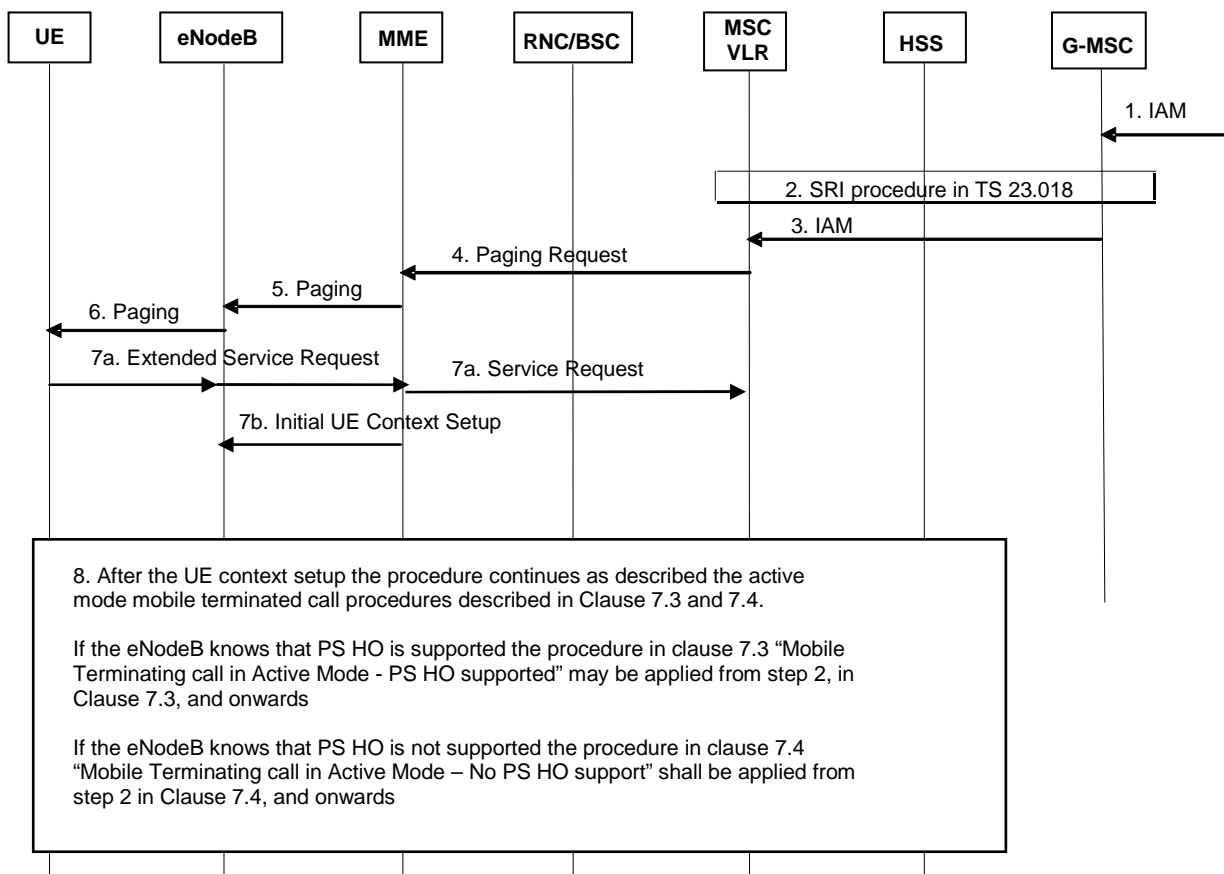 UE
eNodeB
MME
RNC/BSC
MSC
VLR
HSS
G-MSC
1. IAM
2. SRI procedure in TS 23.018
3. IAM
4. Paging Request
5. Paging
6. Paging
7a. Extended Service Request
7a. Service Request
7b. Initial UE Context Setup
8. After the UE context setup the procedure continues as described the active
mode mobile terminated call procedures described in Clause 7.3 and 7.4.
If the eNodeB knows that PS HO is supported the procedure in clause 7.3 “Mobile
Terminating call in Active Mode - PS HO supported” may be applied from step 2, in
Clause 7.3, and onwards
If the eNodeB knows that PS HO is not supported the procedure in clause 7.4
“Mobile Terminating call in Active Mode – No PS HO support” shall be applied from
step 2 in Clause 7.4, and onwards